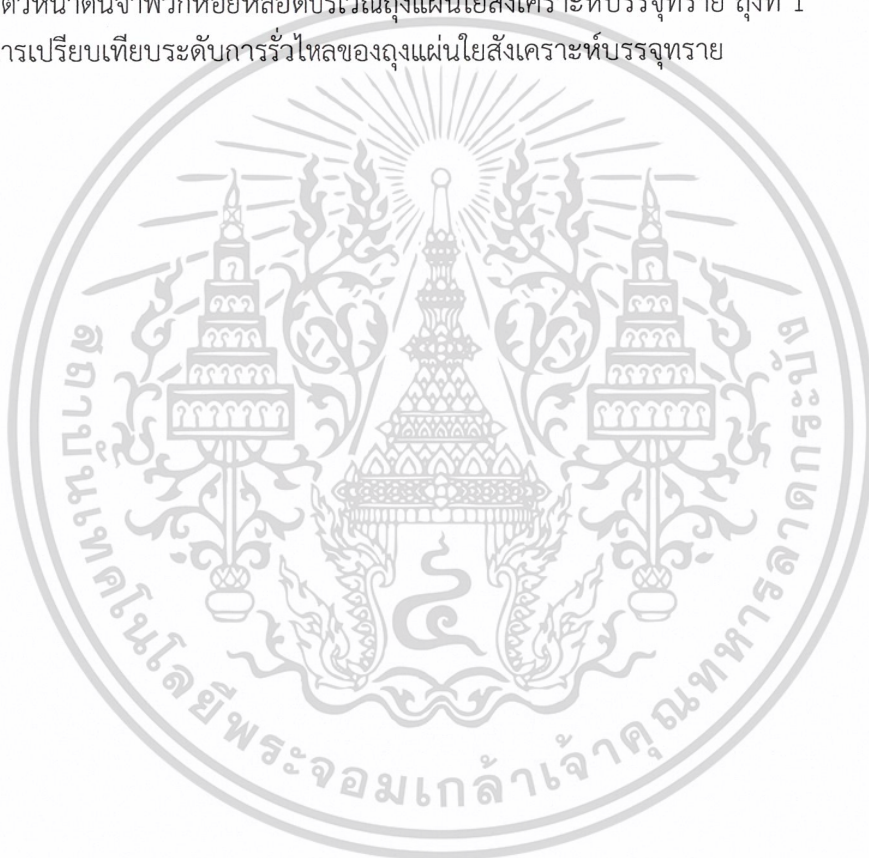 ตว์หน้าดินจำพวกหอยหลอดบริเวณถุงแผ่นใยสังเคราะห์บรรจุทราย ถุงที่ 1
ารเปรียบเทียบระดับการรั่วไหลของถุงแผ่นใยสังเคราะห์บรรจุทราย
สถาบันเทคโนโลยีพระจอมเกล้าเจ้าคุณทหารลาดกระบัง
๔